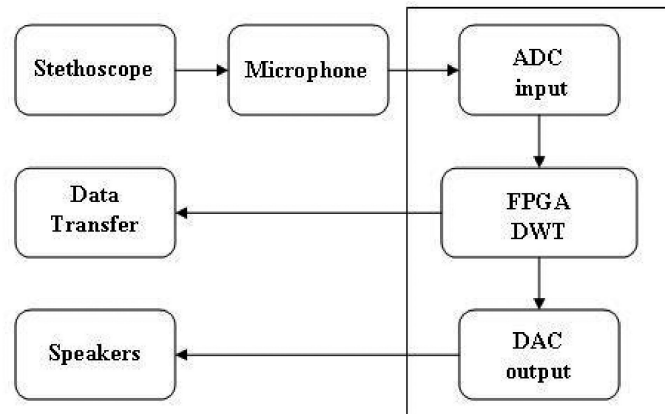 Stethoscope
Microphone
ADC
input
Data
Transfer
FPGA
DWT
Speakers
DAC
output